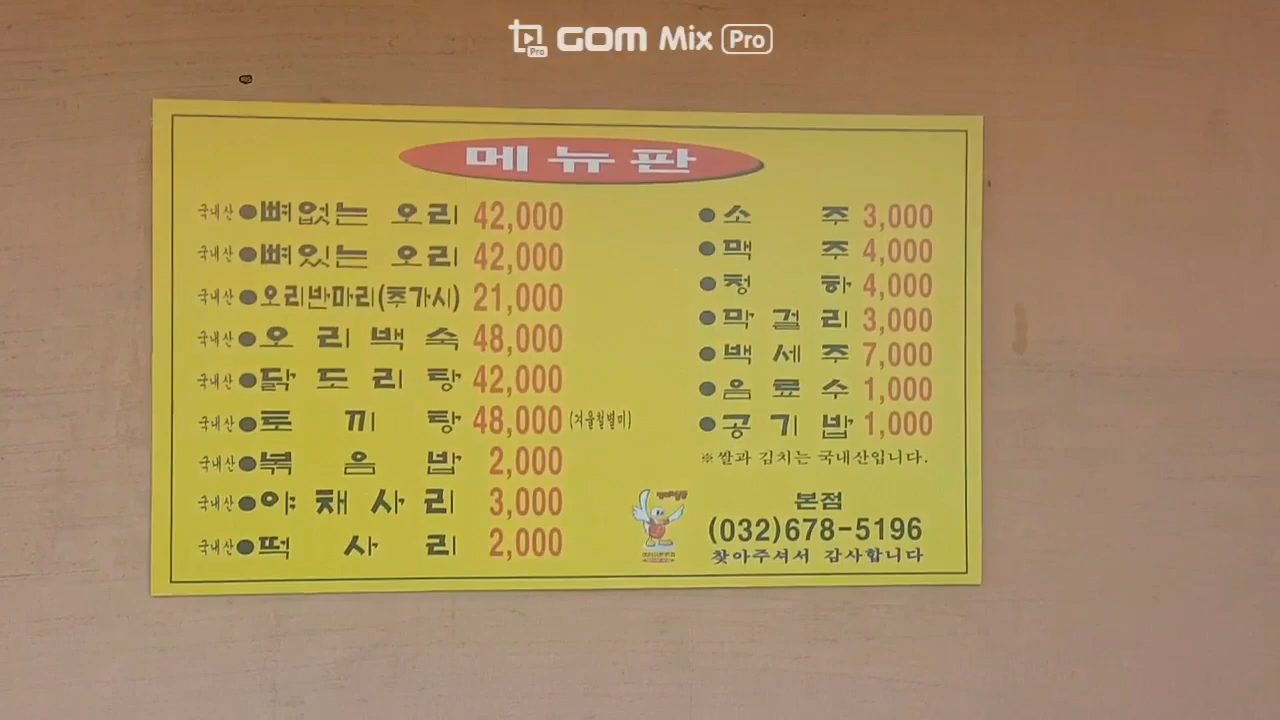 GOM Mix Pro
메뉴판
국내산 ●뼈없는 오리 42,000
국내산 ●뼈있는 오리 42,000
국내산 ●오리반마리(추가시) 21,000
국내산 ●오리백숙 48,000
국내산 ●닭도리탕 42,000
국내산 ●토끼탕 48,000 (겨울철별미)
국내산 ●볶음밥 2,000
국내산 ●야채사리 3,000
국내산 ●떡사리 2,000
●소주 3,000
●맥주 4,000
●청하 4,000
●막걸리 3,000
●백세주 7,000
●음료수 1,000
●공기밥 1,000
※쌀과 김치는 국내산입니다.
본점
(032)678-5196
찾아주셔서 감사합니다